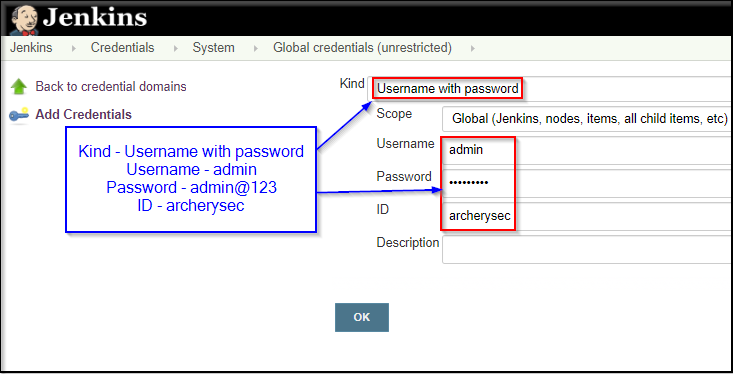 Jenkins
Jenkins Credentials System Global credentials (unrestricted)
Back to credential domains
Add Credentials
Kind - Username with password
Username - admin
Password - admin@123
ID - archerysec
Kind Username with password
Scope Global (Jenkins, nodes, items, all child items, etc)
Username admin
Password •••••••••
ID archerysec
Description
OK